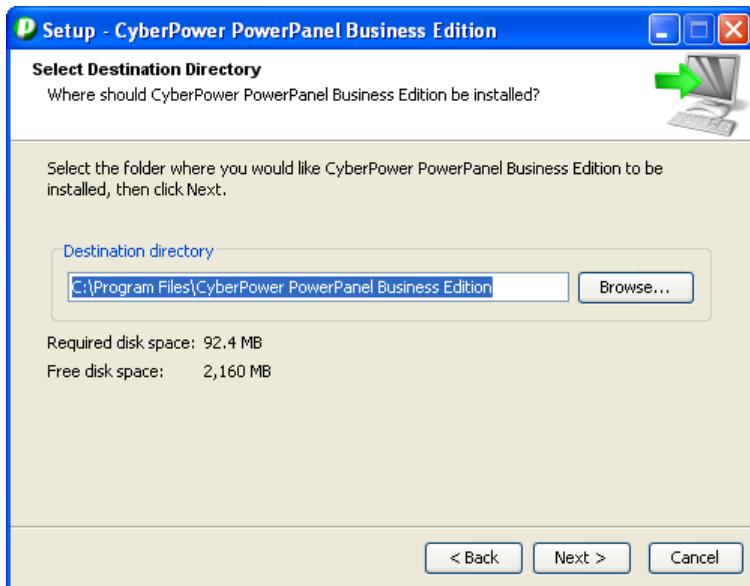 Setup - CyberPower PowerPanel Business Edition
Select Destination Directory
Where should CyberPower PowerPanel Business Edition be installed?
Select the folder where you would like CyberPower PowerPanel Business Edition to be
installed, then click Next.
Destination directory
C:\Program Files\CyberPower PowerPanel Business Edition
Browse...
Required disk space: 92.4 MB
Free disk space: 2,160 MB
< Back
Next >
Cancel